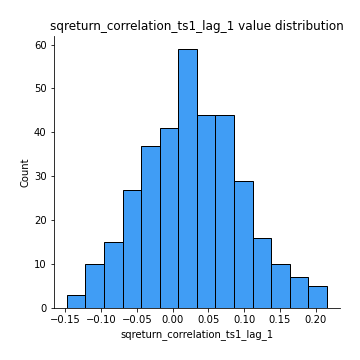 sqreturn_correlation_ts1_lag_1 value distribution
60
50
40
30
20
10
0
Count
−0.15 −0.10 −0.05 0.00 0.05 0.10 0.15 0.20
sqreturn_correlation_ts1_lag_1